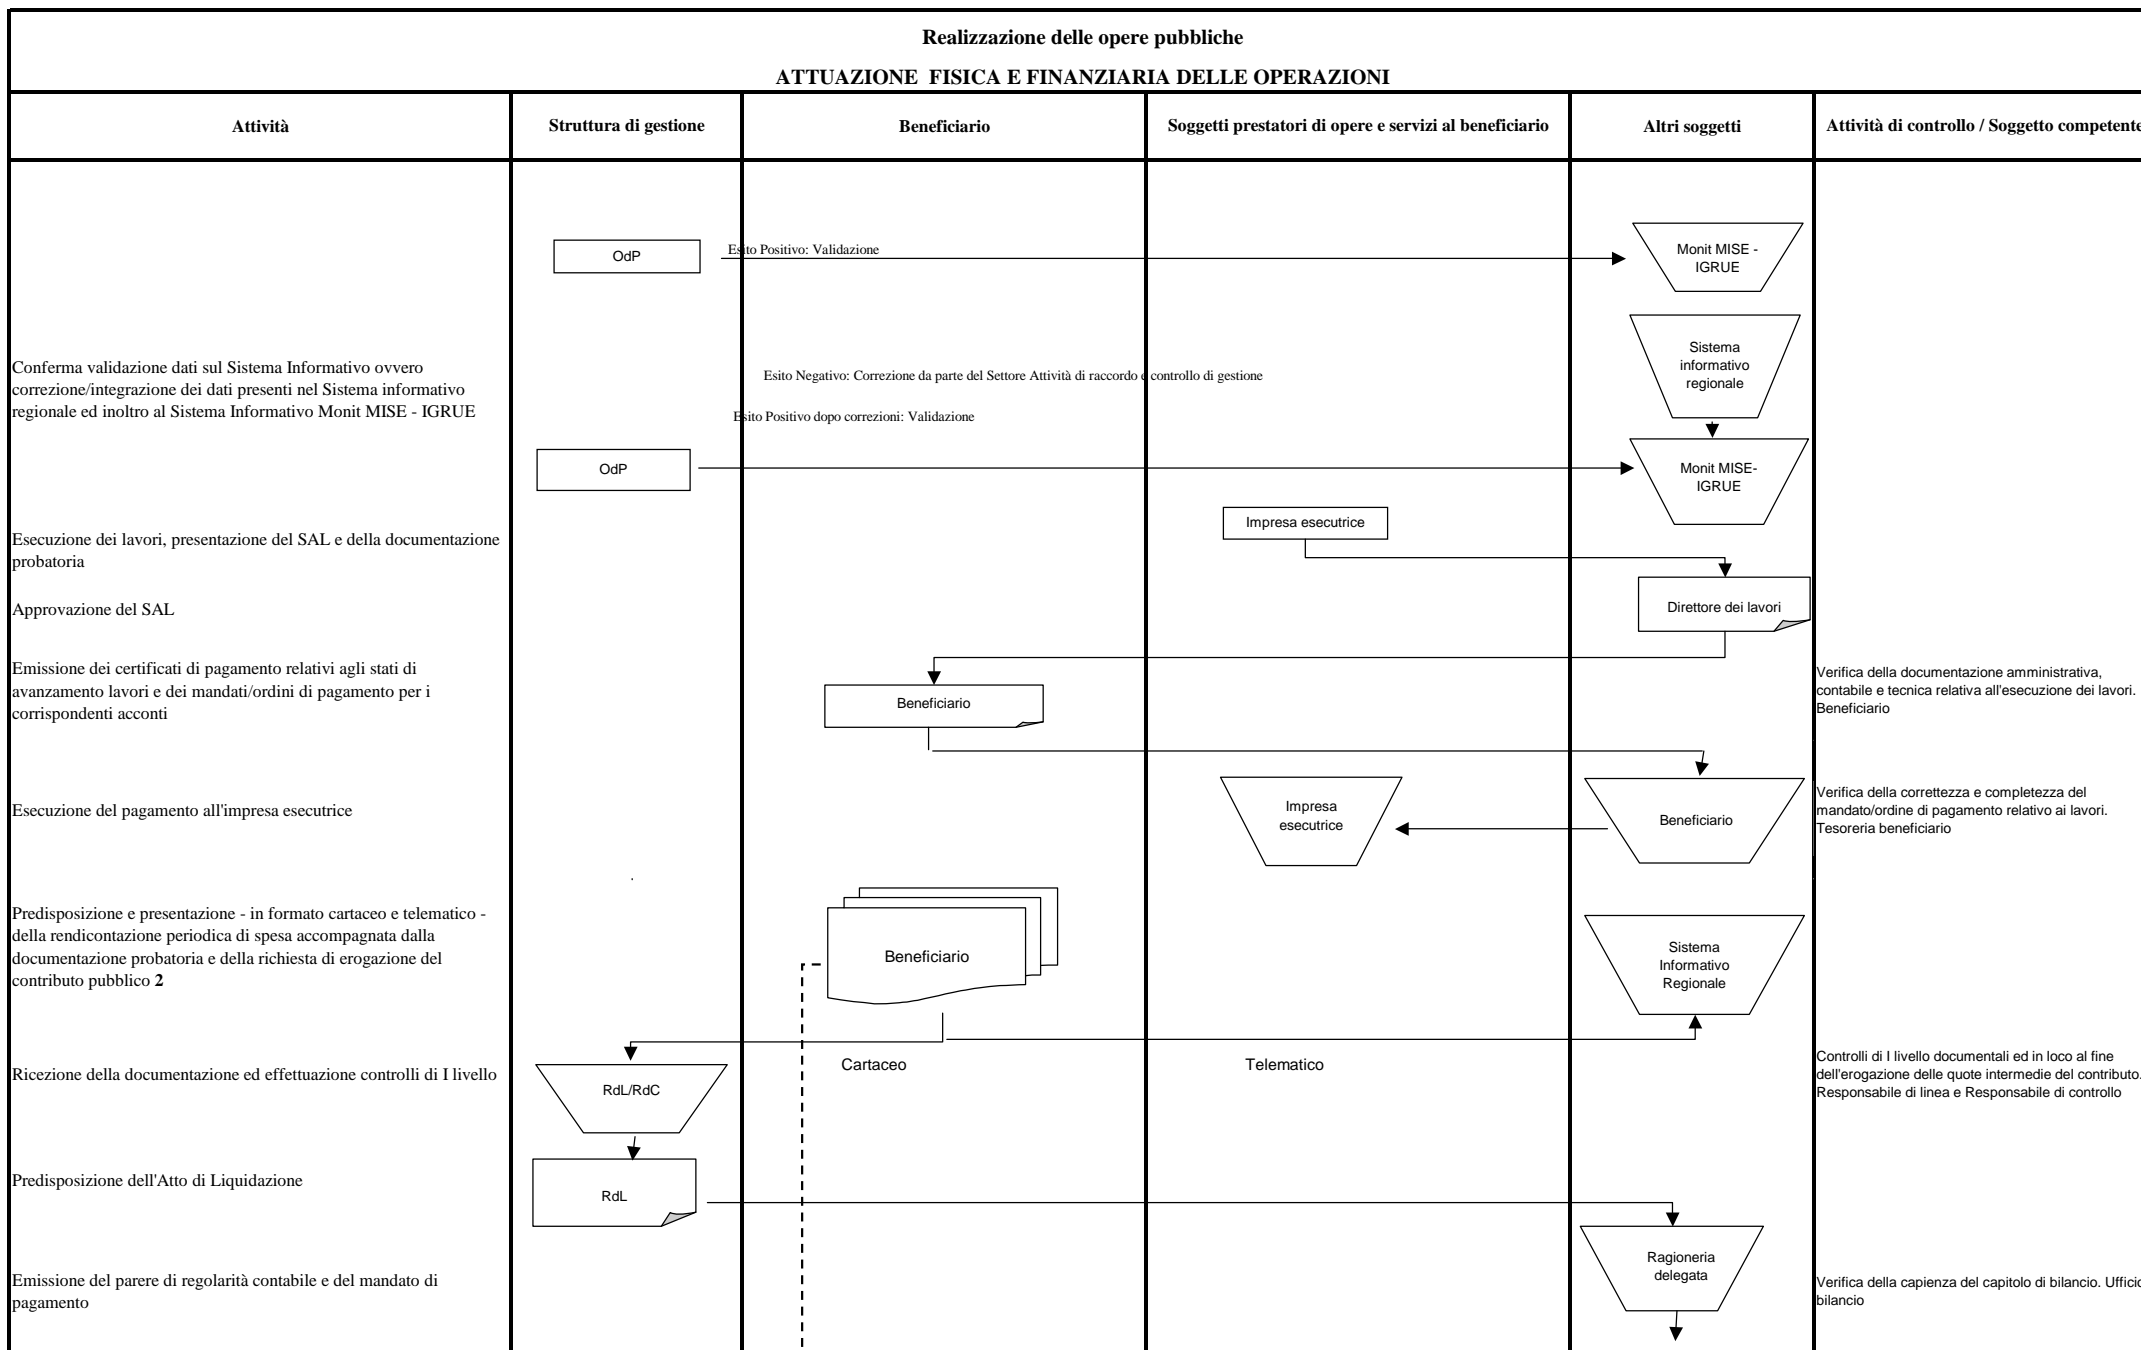 Realizzazione delle opere pubbliche
ATTUAZIONE FISICA E FINANZIARIA DELLE OPERAZIONI
Attività
Struttura di gestione
Beneficiario
Soggetti prestatori di opere e servizi al beneficiario
Altri soggetti
Attività di controllo / Soggetto competente
OdP
Esito Positivo: Validazione
Monit MISE -
IGRUE
Conferma validazione dati sul Sistema Informativo ovvero
correzione/integrazione dei dati presenti nel Sistema informativo
regionale ed inoltro al Sistema Informativo Monit MISE - IGRUE
Esito Negativo: Correzione da parte del Settore Attività di raccordo e controllo di gestione
Esito Positivo dopo correzioni: Validazione
Sistema
informativo
regionale
OdP
Monit MISE-
IGRUE
Esecuzione dei lavori, presentazione del SAL e della documentazione
probatoria
Impresa esecutrice
Approvazione del SAL
Direttore dei lavori
Emissione dei certificati di pagamento relativi agli stati di
avanzamento lavori e dei mandati/ordini di pagamento per i
corrispondenti acconti
Beneficiario
Verifica della documentazione amministrativa,
contabile e tecnica relativa all'esecuzione dei lavori.
Beneficiario
Esecuzione del pagamento all'impresa esecutrice
Impresa
esecutrice
Beneficiario
Verifica della correttezza e completezza del
mandato/ordine di pagamento relativo ai lavori.
Tesoreria beneficiario
Predisposizione e presentazione - in formato cartaceo e telematico -
della rendicontazione periodica di spesa accompagnata dalla
documentazione probatoria e della richiesta di erogazione del
contributo pubblico 2
Beneficiario
Sistema
Informativo
Regionale
Cartaceo
Telematico
Ricezione della documentazione ed effettuazione controlli di I livello
RdL/RdC
Controlli di I livello documentali ed in loco al fine
dell'erogazione delle quote intermedie del contributo.
Responsabile di linea e Responsabile di controllo
Predisposizione dell'Atto di Liquidazione
RdL
Emissione del parere di regolarità contabile e del mandato di
pagamento
Ragioneria
delegata
Verifica della capienza del capitolo di bilancio. Ufficio
bilancio